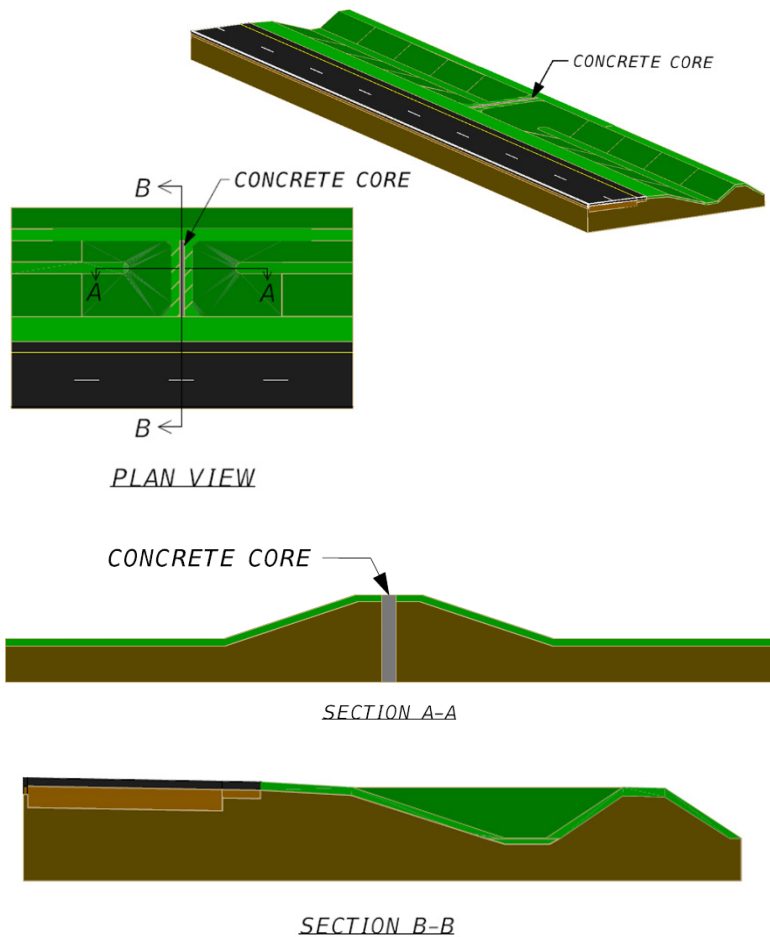 CONCRETE CORE
B
CONCRETE CORE
A
A
B
PLAN VIEW
CONCRETE CORE
SECTION A-A
SECTION B-B